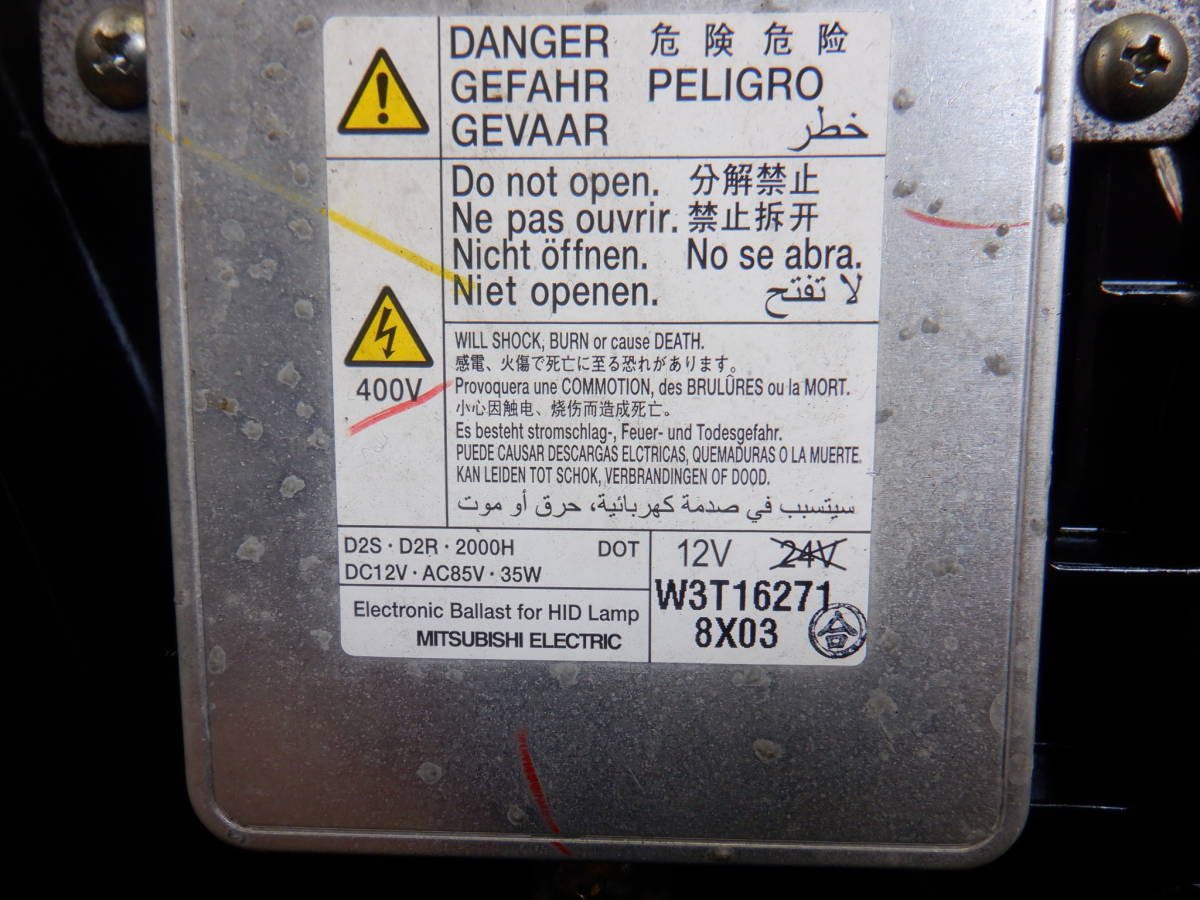 DANGER 危険 危险
GEFAHR PELIGRO
GEVAAR خطر
Do not open. 分解禁止
Ne pas ouvrir. 禁止拆开
Nicht öffnen. No se abra.
Niet openen. لا تفتح
400V
WILL SHOCK, BURN or cause DEATH.
感電、火傷で死亡に至る恐れがあります。
Provoquera une COMMOTION, des BRULÛRES ou la MORT.
小心因触电、烧伤而造成死亡。
Es besteht stromschlag-, Feuer- und Todesgefahr.
PUEDE CAUSAR DESCARGAS ELCTRICAS, QUEMADURAS O LA MUERTE.
KAN LEIDEN TOT SCHOK, VERBRANDINGEN OF DOOD.
سيتسبب في صدمة كهربائية، حرق أو موت
D2S · D2R · 2000H DOT
DC12V · AC85V · 35W
Electronic Ballast for HID Lamp
MITSUBISHI ELECTRIC
12V 24V
W3T16271
8X03
合